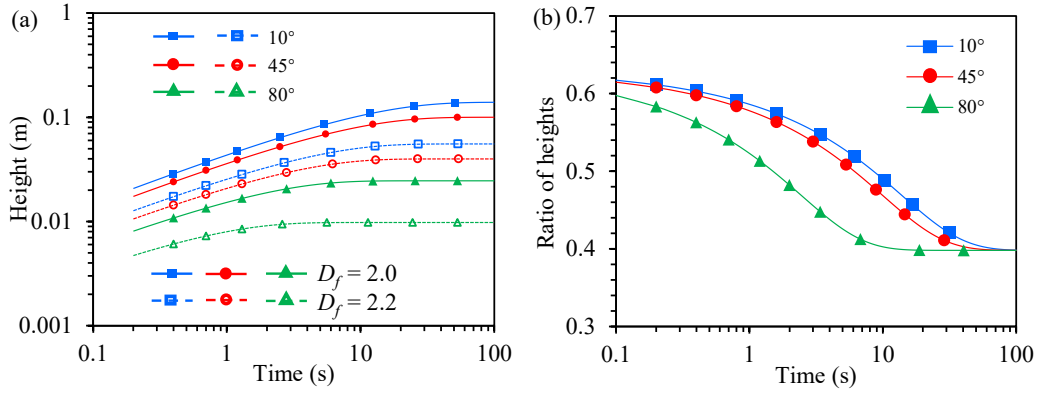 (a)
Height (m)
1
0.1
0.01
0.001
10°
45°
80°
D_f = 2.0
D_f = 2.2
0.1 1 10 100
Time (s)
(b)
Ratio of heights
0.7
0.6
0.5
0.4
0.3
10°
45°
80°
0.1 1 10 100
Time (s)